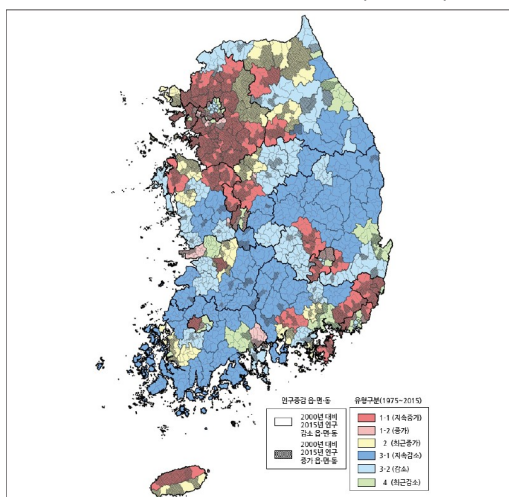 인구증감 읍·면·동
2000년 대비
2015년 인구
감소 읍·면·동
2000년 대비
2015년 인구
증가 읍·면·동
유형구분(1975~2015)
1-1 (지속증가)
1-2 (증가)
2 (최근증가)
3-1 (지속감소)
3-2 (감소)
4 (최근감소)